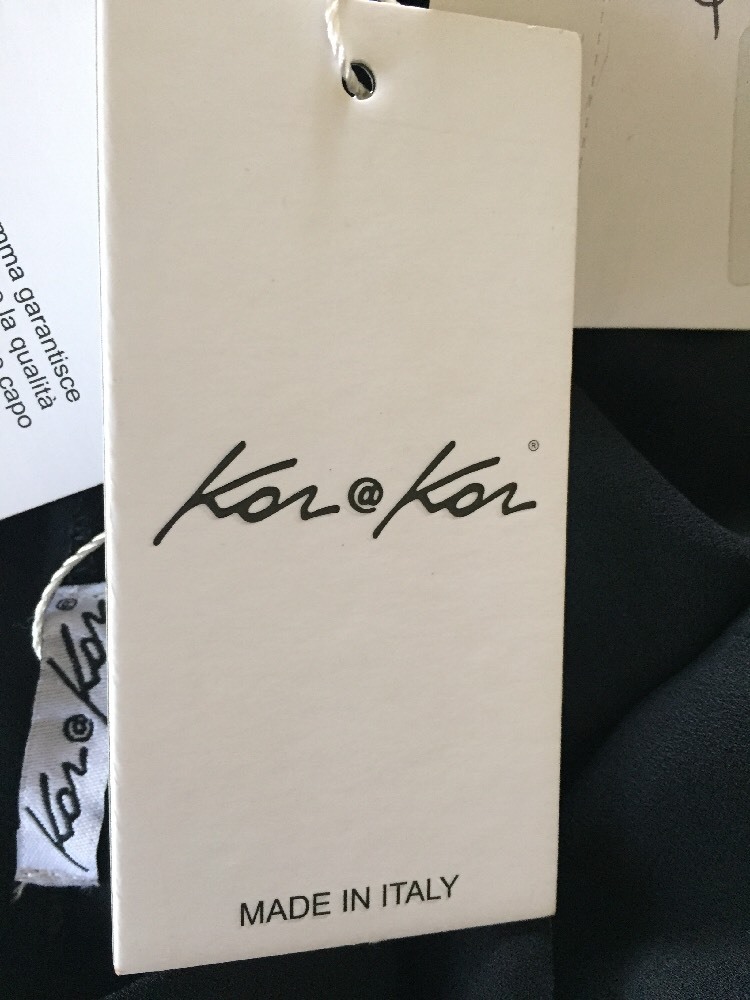 mma garantisce
la qualità
capo
Kor@Kor®
Kor@Kor®
MADE IN ITALY